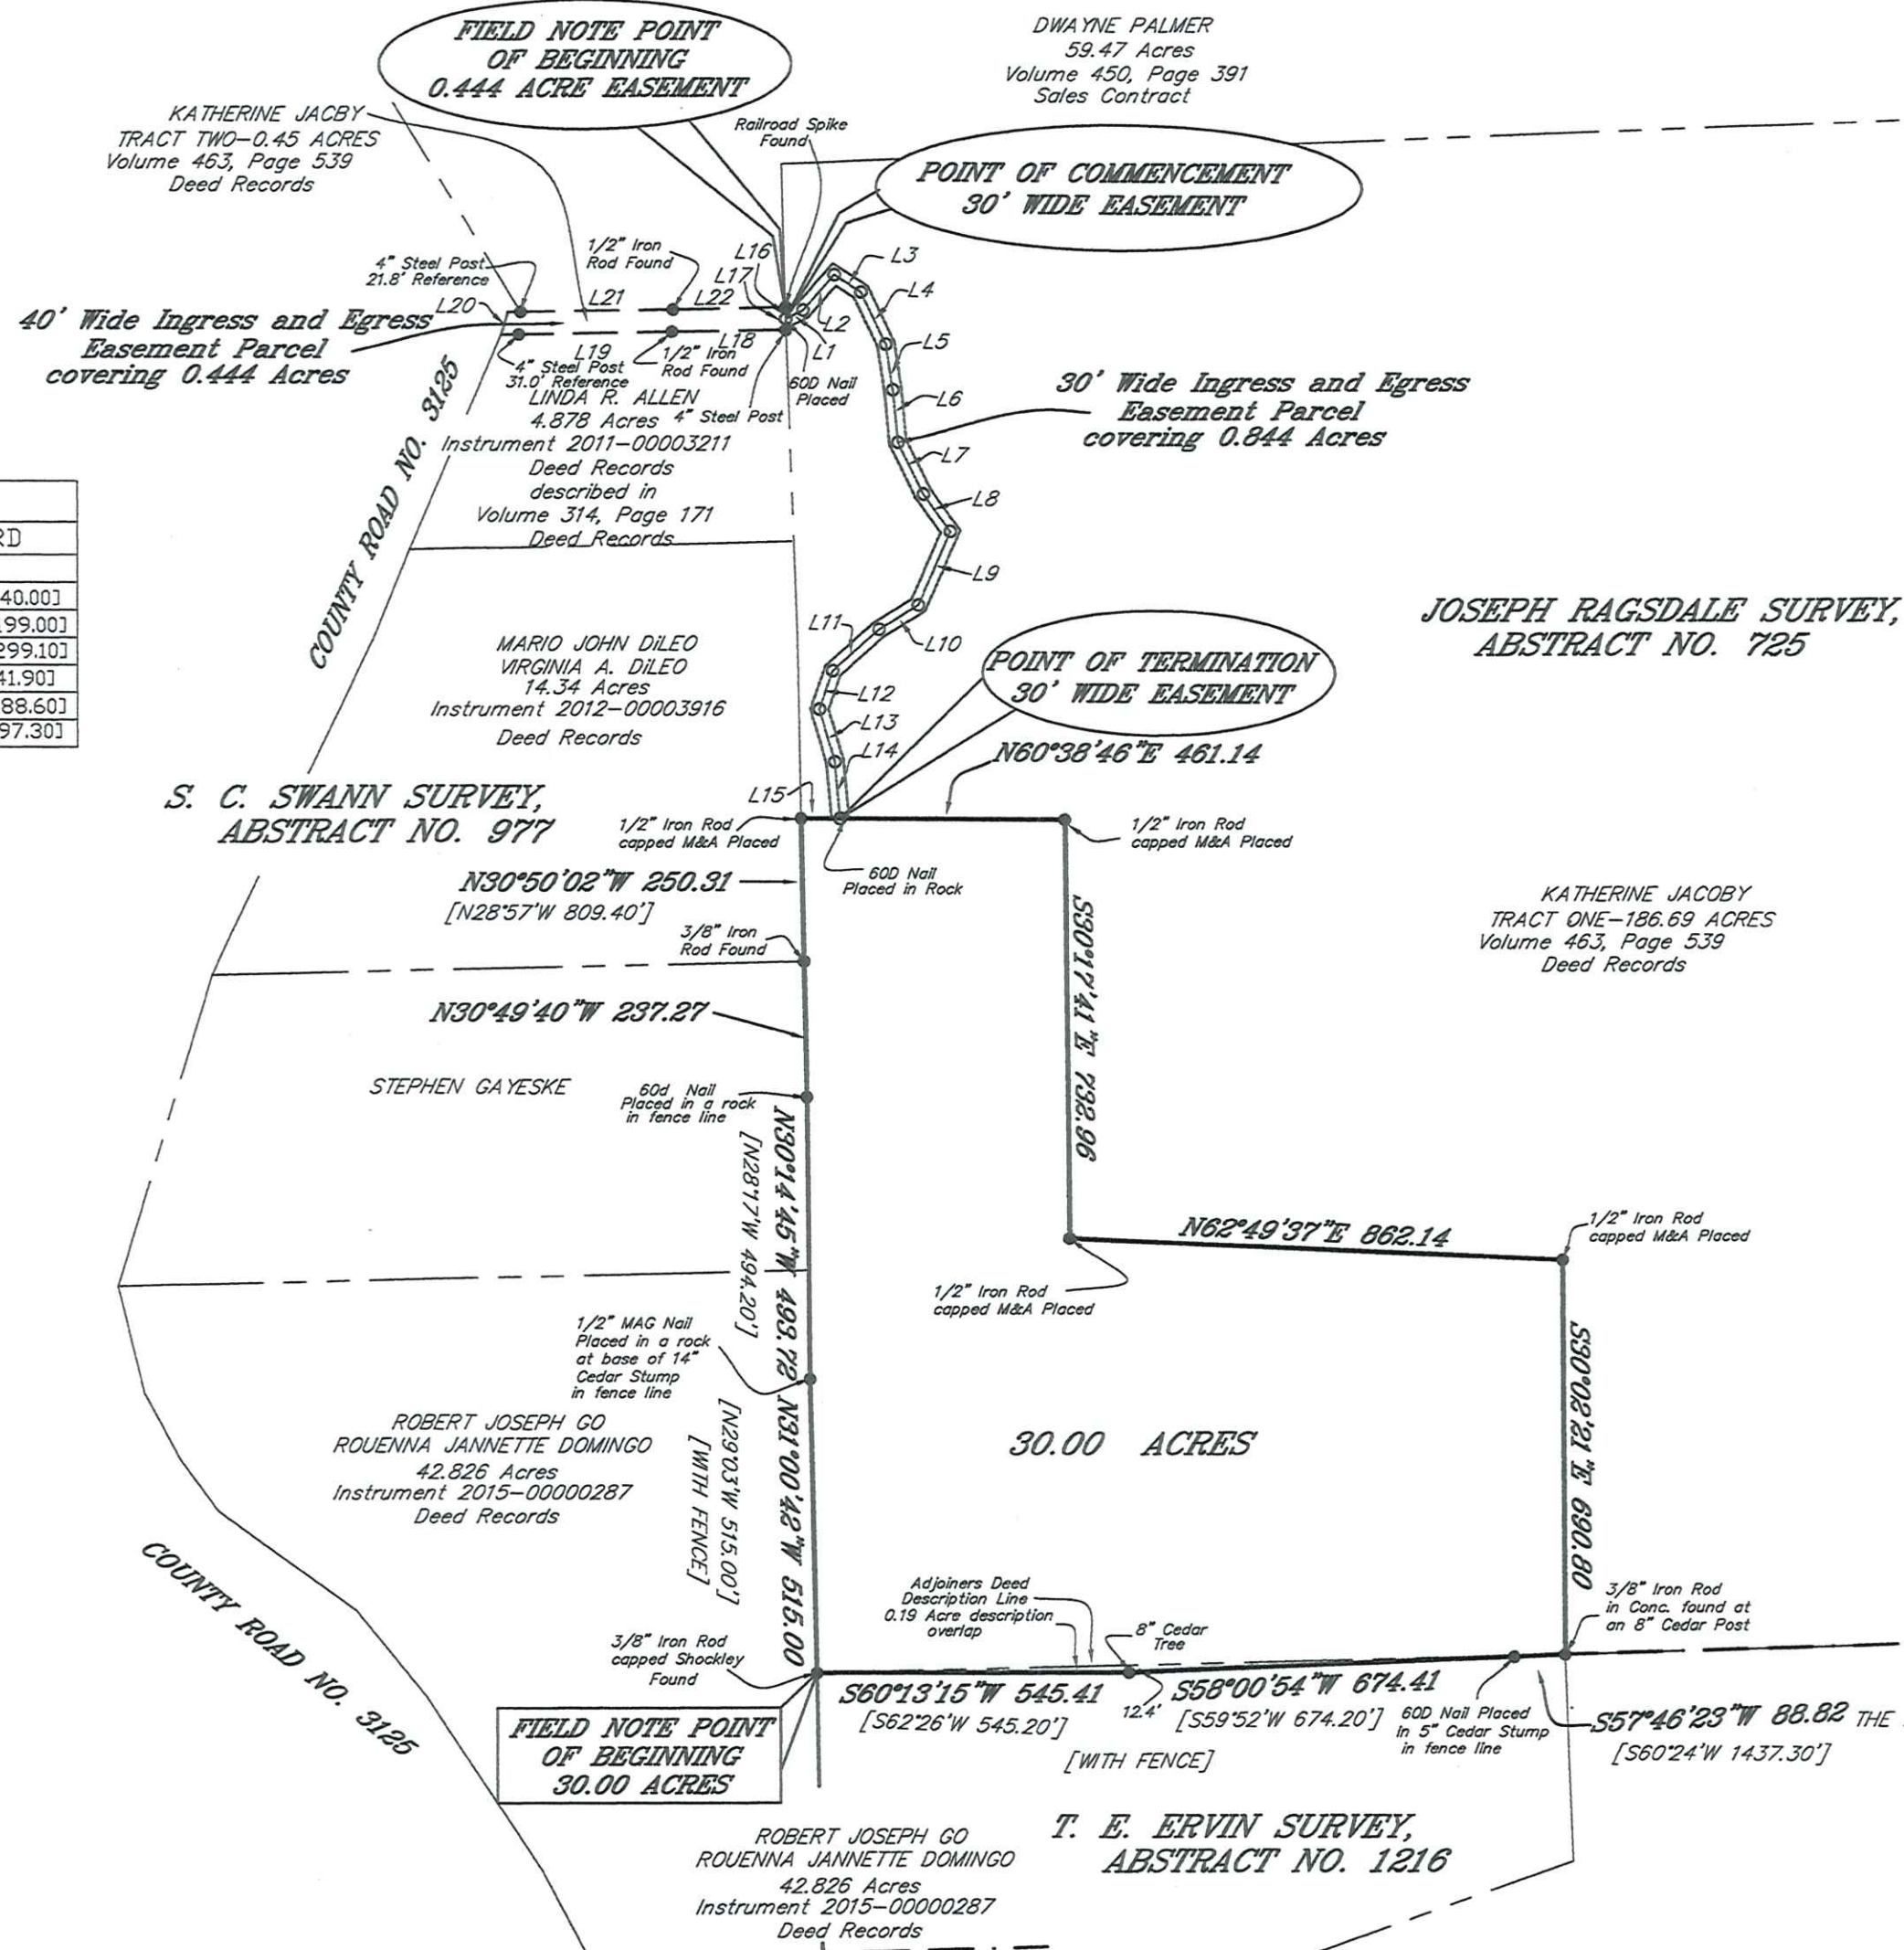 FIELD NOTE POINT
OF BEGINNING
0.444 ACRE EASEMENT
DWAYNE PALMER
59.47 Acres
Volume 450, Page 391
Sales Contract
KATHERINE JACBY
TRACT TWO-0.45 ACRES
Volume 463, Page 539
Deed Records
Railroad Spike
Found
POINT OF COMMENCEMENT
30' WIDE EASEMENT
4" Steel Post
21.8' Reference
1/2" Iron
Rod Found
L16
L17
L3
L4
L20
L21
L22
L2
L1
L5
L6
L7
L8
L9
L10
L11
L12
L13
L14
L15
L19
L18
40' Wide Ingress and Egress
Easement Parcel
covering 0.444 Acres
4" Steel Post
31.0' Reference
1/2" Iron
Rod Found
60D Nail
Placed
4" Steel Post
LINDA R. ALLEN
4.878 Acres
Instrument 2011-00003211
Deed Records
described in
Volume 314, Page 171
Deed Records
30' Wide Ingress and Egress
Easement Parcel
covering 0.844 Acres
COUNTY ROAD NO. 3125
RD
40.00]
199.00]
299.10]
41.90]
88.60]
97.30]
JOSEPH RAGSDALE SURVEY,
ABSTRACT NO. 725
MARIO JOHN DiLEO
VIRGINIA A. DiLEO
14.34 Acres
Instrument 2012-00003916
Deed Records
POINT OF TERMINATION
30' WIDE EASEMENT
N60°38'46"E 461.14
S. C. SWANN SURVEY,
ABSTRACT NO. 977
1/2" Iron Rod
capped M&A Placed
1/2" Iron Rod
capped M&A Placed
60D Nail
Placed in Rock
N30°50'02"W 250.31
[N28°57'W 809.40']
3/8" Iron
Rod Found
S30°17'41"E 732.96
KATHERINE JACOBY
TRACT ONE-186.69 ACRES
Volume 463, Page 539
Deed Records
N30°49'40"W 237.27
STEPHEN GAYESKE
60d Nail
Placed in a rock
in fence line
N30°14'45"W 493.72
[N28°17'W 494.20']
N62°49'37"E 862.14
1/2" Iron Rod
capped M&A Placed
1/2" Iron Rod
capped M&A Placed
1/2" MAG Nail
Placed in a rock
at base of 14"
Cedar Stump
in fence line
S30°02'21"E 690.80
ROBERT JOSEPH GO
ROUENNA JANNETTE DOMINGO
42.826 Acres
Instrument 2015-00000287
Deed Records
N31°00'42"W 515.00
[N29°03'W 515.00']
[WITH FENCE]
30.00 ACRES
COUNTY ROAD NO. 3125
Adjoiners Deed
Description Line
0.19 Acre description
overlap
8" Cedar
Tree
3/8" Iron Rod
in Conc. found at
an 8" Cedar Post
3/8" Iron Rod
capped Shockley
Found
S60°13'15"W 545.41
[S62°26'W 545.20']
12.4'
S58°00'54"W 674.41
[S59°52'W 674.20']
[WITH FENCE]
60D Nail Placed
in 5" Cedar Stump
in fence line
S57°46'23"W 88.82 THE
[S60°24'W 1437.30']
FIELD NOTE POINT
OF BEGINNING
30.00 ACRES
T. E. ERVIN SURVEY,
ABSTRACT NO. 1216
ROBERT JOSEPH GO
ROUENNA JANNETTE DOMINGO
42.826 Acres
Instrument 2015-00000287
Deed Records